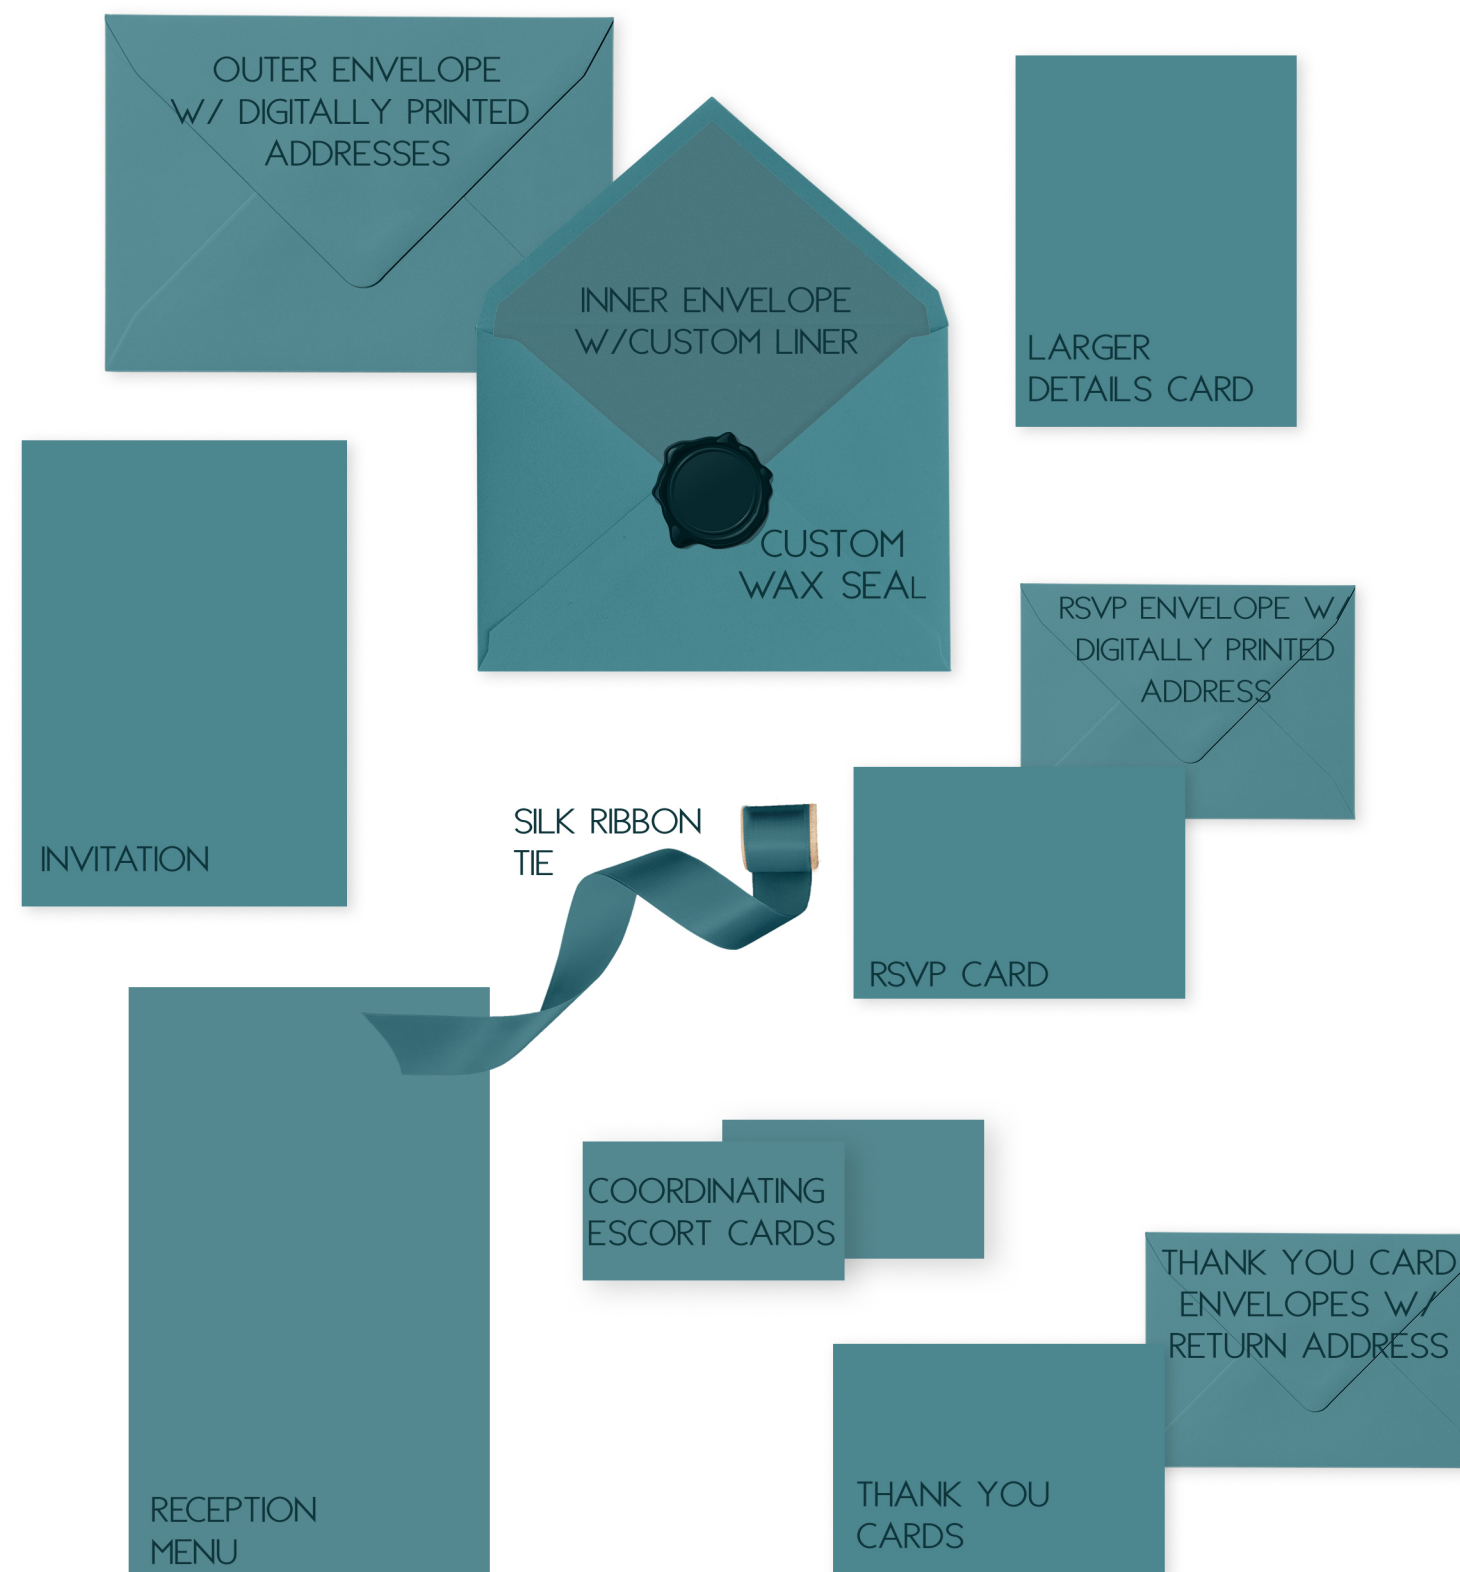 OUTER ENVELOPE
W/ DIGITALLY PRINTED
ADDRESSES
INNER ENVELOPE
W/CUSTOM LINER
LARGER
DETAILS CARD
CUSTOM
WAX SEAL
INVITATION
RSVP ENVELOPE W/
DIGITALLY PRINTED
ADDRESS
SILK RIBBON
TIE
RSVP CARD
COORDINATING
ESCORT CARDS
THANK YOU CARD
ENVELOPES W/
RETURN ADDRESS
RECEPTION
MENU
THANK YOU
CARDS